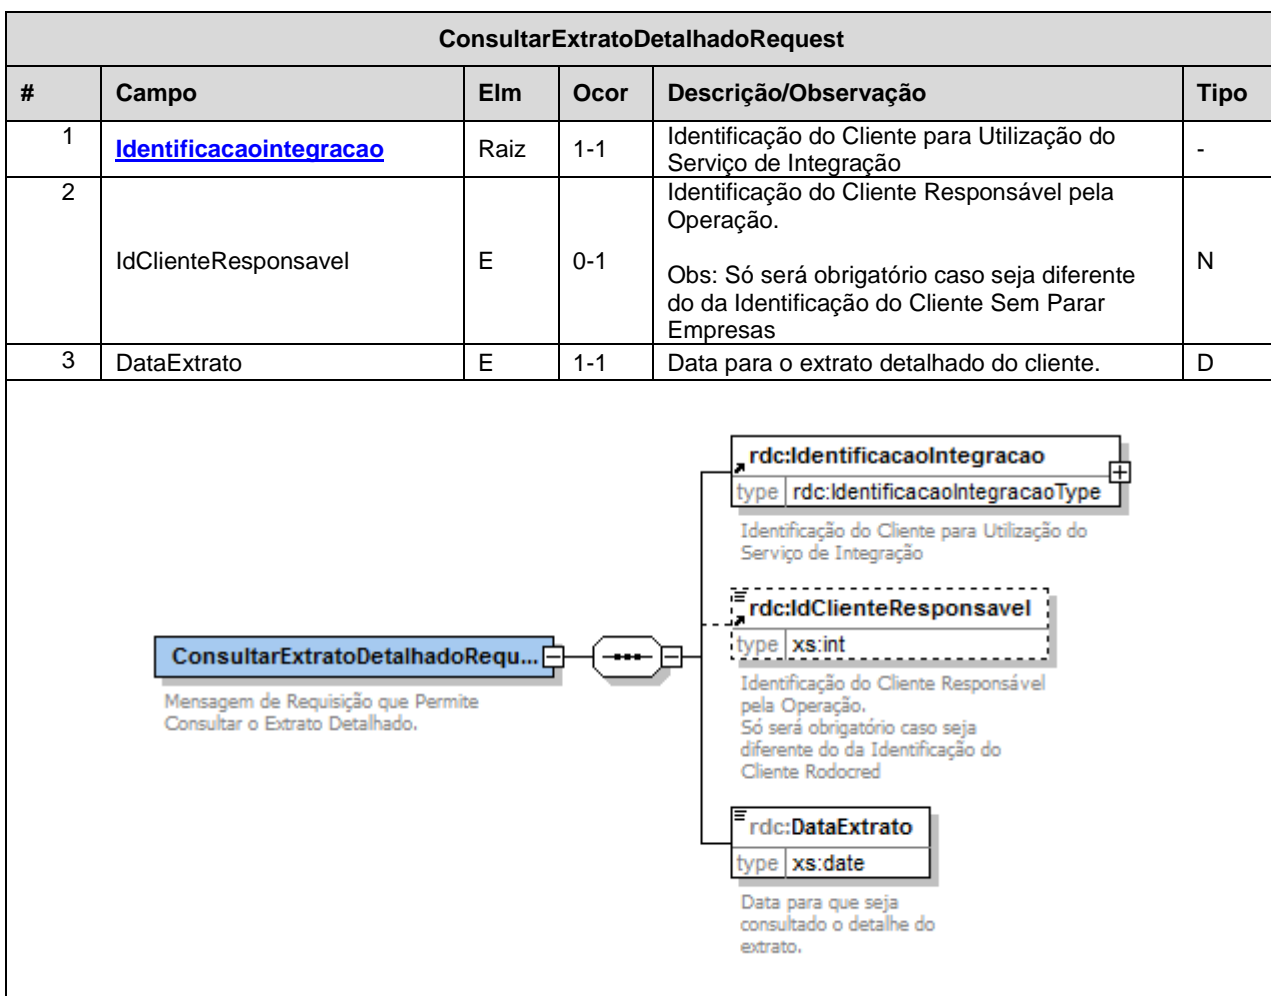 ConsultarExtratoDetalhadoRequest
# Campo Elm Ocor Descrição/Observação Tipo
1 Identificacaointegracao Raiz 1-1 Identificação do Cliente para Utilização do
Serviço de Integração -
2 IdClienteResponsavel E 0-1 Identificação do Cliente Responsável pela
Operação.
Obs: Só será obrigatório caso seja diferente
do da Identificação do Cliente Sem Parar
Empresas N
3 DataExtrato E 1-1 Data para o extrato detalhado do cliente. D
rdc:IdentificacaoIntegracao
type rdc:IdentificacaoIntegracaoType
Identificação do Cliente para Utilização do
Serviço de Integração
rdc:IdClienteResponsavel
type xs:int
Identificação do Cliente Responsável
pela Operação.
Só será obrigatório caso seja
diferente do da Identificação do
Cliente Rodocred
ConsultarExtratoDetalhadoRequ...
Mensagem de Requisição que Permite
Consultar o Extrato Detalhado.
rdc:DataExtrato
type xs:date
Data para que seja
consultado o detalhe do
extrato.